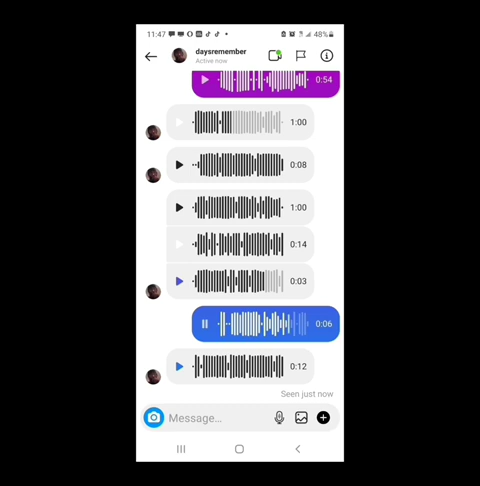 11:47
48%
daysremember
Active now
0:54
1:00
0:08
1:00
0:14
0:03
0:06
0:12
Seen just now
Message...